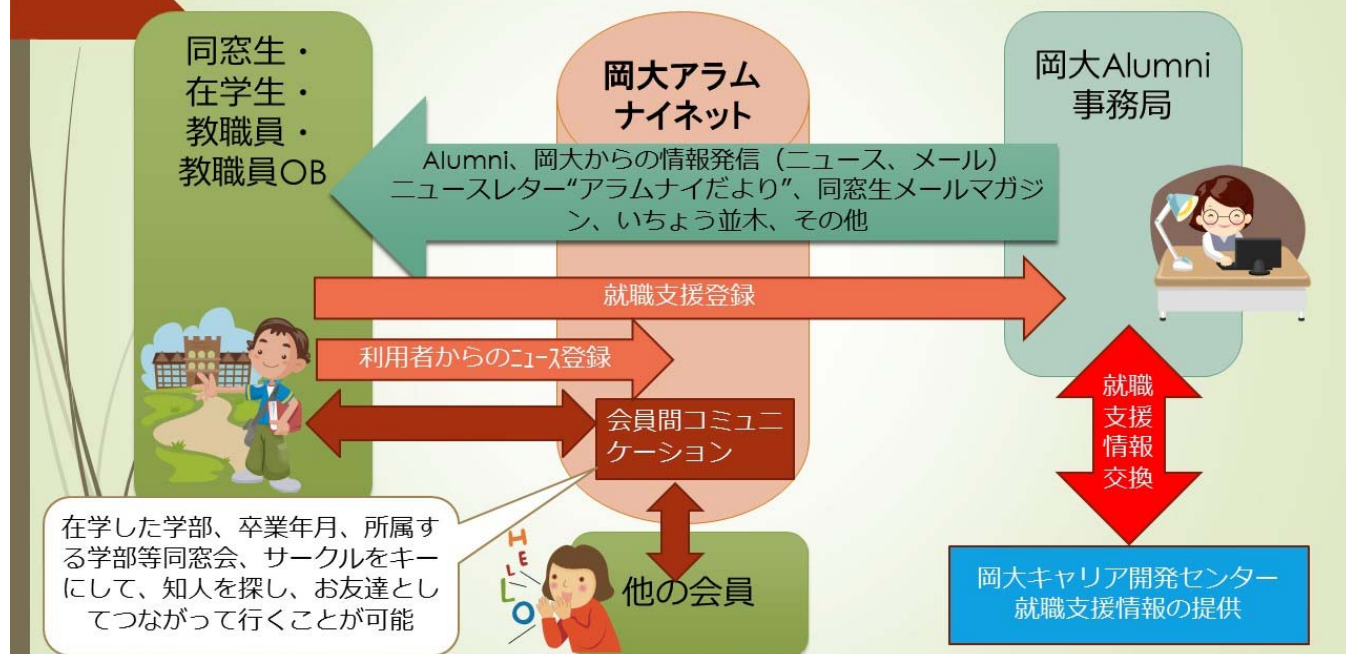 同窓生・
在学生・
教職員・
教職員OB
岡大アラム
ナイネット
岡大Alumni
事務局
Alumni、岡大からの情報発信（ニュース、メール）
ニュースレター“アラムナイだより”、同窓生メールマガジ
ン、いちょう並木、その他
就職支援登録
利用者からのﾆｭｰｽ登録
会員間コミュニ
ケーション
就職
支援
情報
交換
在学した学部、卒業年月、所属す
る学部等同窓会、サークルをキー
にして、知人を探し、お友達とし
てつながって行くことが可能
HELLO
他の会員
岡大キャリア開発センター
就職支援情報の提供